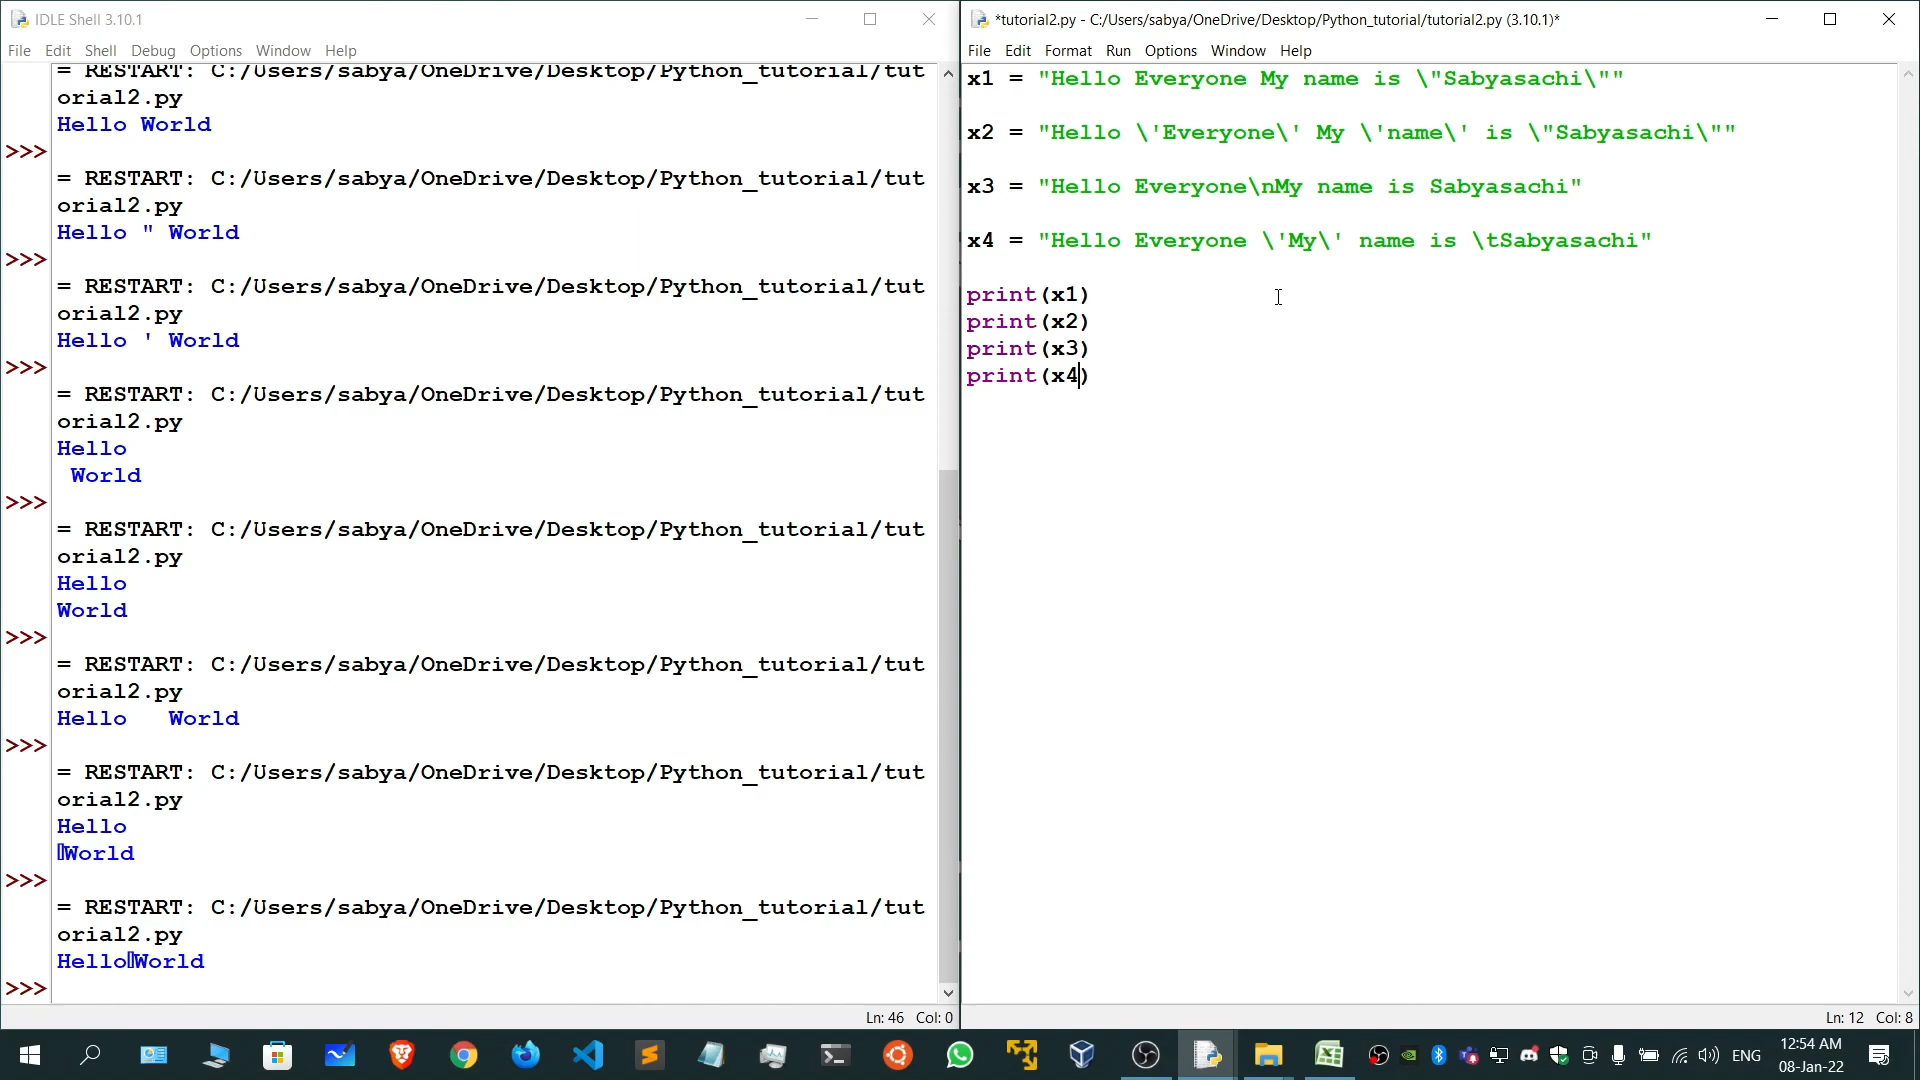 IDLE Shell 3.10.1
File Edit Shell Debug Options Window Help
= RESTART: C:/Users/sabya/OneDrive/Desktop/Python_tutorial/tut
orial2.py
Hello World
>>>
= RESTART: C:/Users/sabya/OneDrive/Desktop/Python_tutorial/tut
orial2.py
Hello " World
>>>
= RESTART: C:/Users/sabya/OneDrive/Desktop/Python_tutorial/tut
orial2.py
Hello ' World
>>>
= RESTART: C:/Users/sabya/OneDrive/Desktop/Python_tutorial/tut
orial2.py
Hello
 World
>>>
= RESTART: C:/Users/sabya/OneDrive/Desktop/Python_tutorial/tut
orial2.py
Hello
World
>>>
= RESTART: C:/Users/sabya/OneDrive/Desktop/Python_tutorial/tut
orial2.py
Hello   World
>>>
= RESTART: C:/Users/sabya/OneDrive/Desktop/Python_tutorial/tut
orial2.py
Hello
▯World
>>>
= RESTART: C:/Users/sabya/OneDrive/Desktop/Python_tutorial/tut
orial2.py
Hello▯World
>>>
Ln: 46 Col: 0
*tutorial2.py - C:/Users/sabya/OneDrive/Desktop/Python_tutorial/tutorial2.py (3.10.1)*
File Edit Format Run Options Window Help
x1 = "Hello Everyone My name is \"Sabyasachi\""
x2 = "Hello \'Everyone\' My \'name\' is \"Sabyasachi\""
x3 = "Hello Everyone\nMy name is Sabyasachi"
x4 = "Hello Everyone \'My\' name is \tSabyasachi"
print(x1)
print(x2)
print(x3)
print(x4)
Ln: 12 Col: 8
ENG
12:54 AM
08-Jan-22